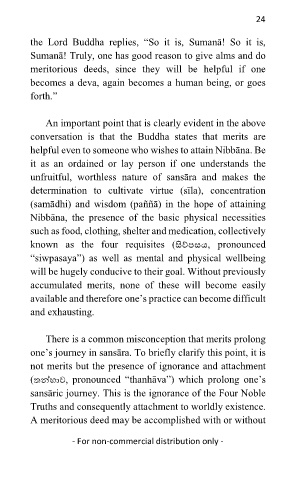 24
the Lord Buddha replies, “So it is, Sumanā! So it is,
Sumanā! Truly, one has good reason to give alms and do
meritorious deeds, since they will be helpful if one
becomes a deva, again becomes a human being, or goes
forth.”
An important point that is clearly evident in the above
conversation is that the Buddha states that merits are
helpful even to someone who wishes to attain Nibbāna. Be
it as an ordained or lay person if one understands the
unfruitful, worthless nature of sansāra and makes the
determination to cultivate virtue (sīla), concentration
(samādhi) and wisdom (paññā) in the hope of attaining
Nibbāna, the presence of the basic physical necessities
such as food, clothing, shelter and medication, collectively
known as the four requisites (සිව්පසය, pronounced
“siwpasaya”) as well as mental and physical wellbeing
will be hugely conducive to their goal. Without previously
accumulated merits, none of these will become easily
available and therefore one’s practice can become difficult
and exhausting.
There is a common misconception that merits prolong
one’s journey in sansāra. To briefly clarify this point, it is
not merits but the presence of ignorance and attachment
(තන්හාව, pronounced “thanhāva”) which prolong one’s
sansāric journey. This is the ignorance of the Four Noble
Truths and consequently attachment to worldly existence.
A meritorious deed may be accomplished with or without
- For non-commercial distribution only -